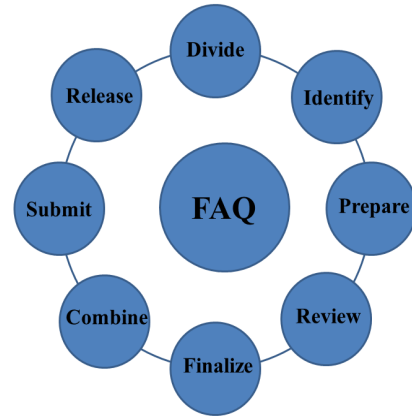 Divide
Identify
Prepare
Review
Finalize
Combine
Submit
Release
FAQ